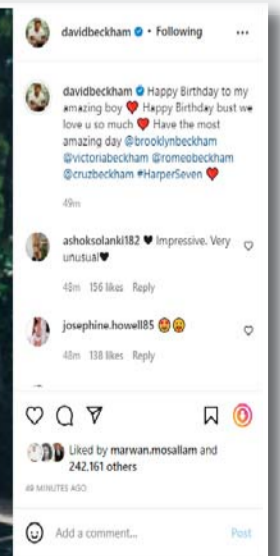 davidbeckham • Following
davidbeckham Happy Birthday to my
amazing boy ❤️ Happy Birthday bust we
love u so much ❤️ Have the most
amazing day @brooklynbeckham
@victoriabeckham @romeobeckham
@cruzbeckham #HarperSeven ❤️
49m
ashoksolanki182 🖤 Impressive. Very
unusual🖤
48m 156 likes Reply
josephine.howell85 😍😛
48m 138 likes Reply
Liked by marwan.mosallam and
242,161 others
49 MINUTES AGO
Add a comment... Post